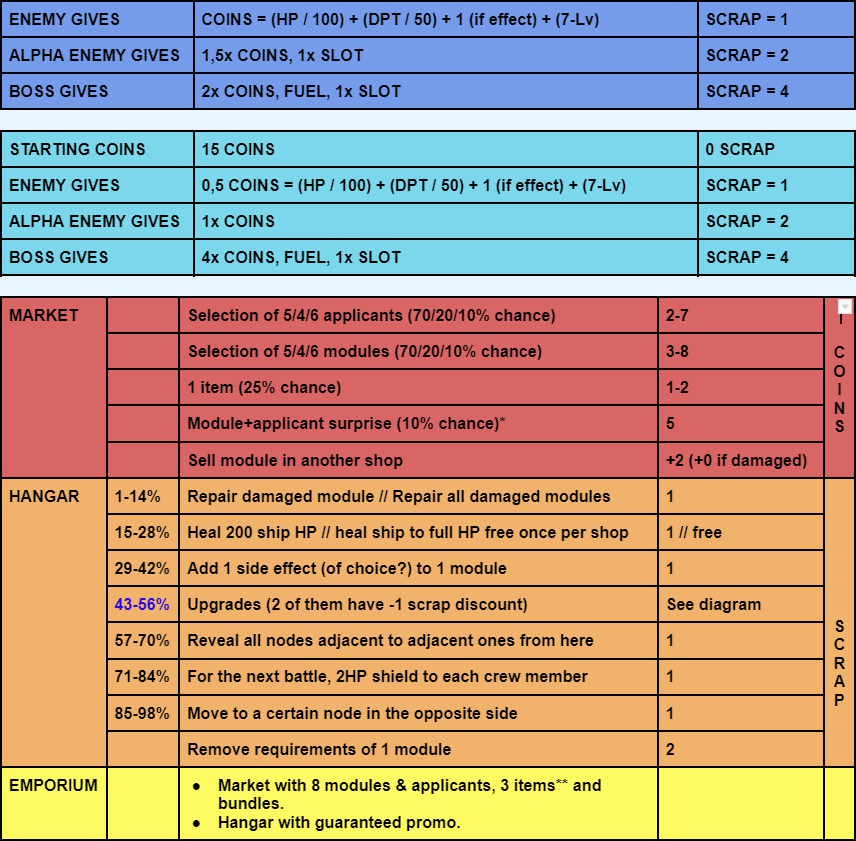 ENEMY GIVES COINS = (HP / 100) + (DPT / 50) + 1 (if effect) + (7-Lv) SCRAP = 1
ALPHA ENEMY GIVES 1,5x COINS, 1x SLOT SCRAP = 2
BOSS GIVES 2x COINS, FUEL, 1x SLOT SCRAP = 4
STARTING COINS 15 COINS 0 SCRAP
ENEMY GIVES 0,5 COINS = (HP / 100) + (DPT / 50) + 1 (if effect) + (7-Lv) SCRAP = 1
ALPHA ENEMY GIVES 1x COINS SCRAP = 2
BOSS GIVES 4x COINS, FUEL, 1x SLOT SCRAP = 4
MARKET Selection of 5/4/6 applicants (70/20/10% chance) 2-7
Selection of 5/4/6 modules (70/20/10% chance) 3-8
1 item (25% chance) 1-2
Module+applicant surprise (10% chance)* 5
Sell module in another shop +2 (+0 if damaged)
I COINS
HANGAR 1-14% Repair damaged module // Repair all damaged modules 1
15-28% Heal 200 ship HP // heal ship to full HP free once per shop 1 // free
29-42% Add 1 side effect (of choice?) to 1 module 1
43-56% Upgrades (2 of them have -1 scrap discount) See diagram
57-70% Reveal all nodes adjacent to adjacent ones from here 1
71-84% For the next battle, 2HP shield to each crew member 1
85-98% Move to a certain node in the opposite side 1
Remove requirements of 1 module 2
SCRAP
EMPORIUM ● Market with 8 modules & applicants, 3 items** and
bundles.
● Hangar with guaranteed promo.